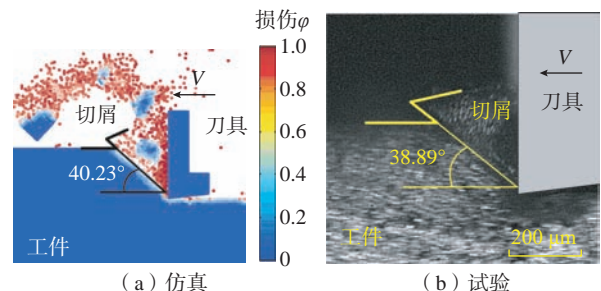 损伤φ
1.0
0.8
0.6
0.4
0.2
0
V
切屑
刀具
40.23°
工件
(a)仿真
V
刀具
切屑
38.89°
工件
200 μm
(b)试验